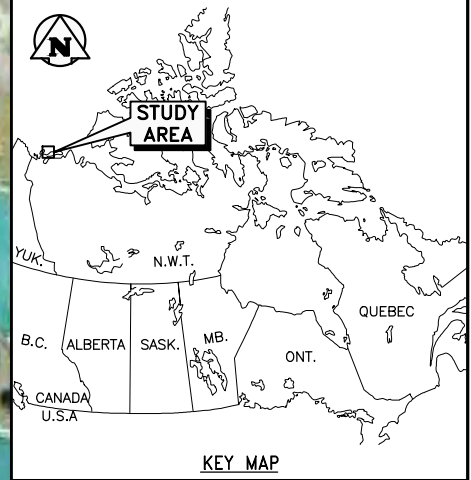 N
STUDY
AREA
YUK.
N.W.T.
B.C.
ALBERTA
SASK.
MB.
ONT.
QUEBEC
CANADA
U.S.A
KEY MAP